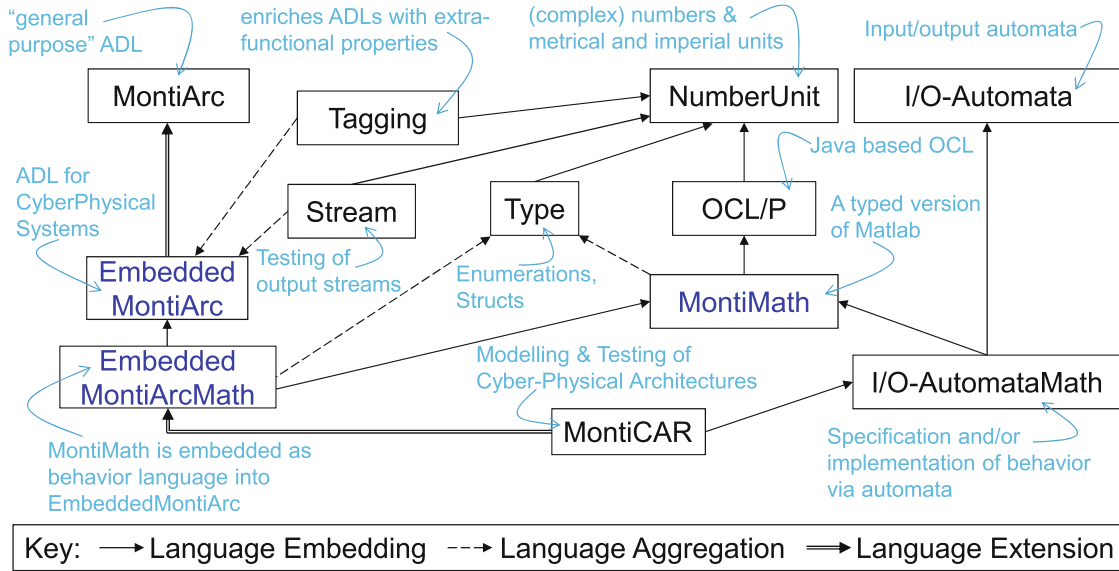 “general
purpose” ADL
enriches ADLs with extra-
functional properties
(complex) numbers &
metrical and imperial units
Input/output automata
MontiArc
Tagging
NumberUnit
I/O-Automata
Java based OCL
ADL for
CyberPhysical
Systems
Stream
Type
OCL/P
A typed version
of Matlab
Testing of
output streams
Enumerations,
Structs
Embedded
MontiArc
MontiMath
Embedded
MontiArcMath
Modelling & Testing of
Cyber-Physical Architectures
I/O-AutomataMath
MontiCAR
MontiMath is embedded as
behavior language into
EmbeddedMontiArc
Specification and/or
implementation of behavior
via automata
Key: Language Embedding Language Aggregation Language Extension